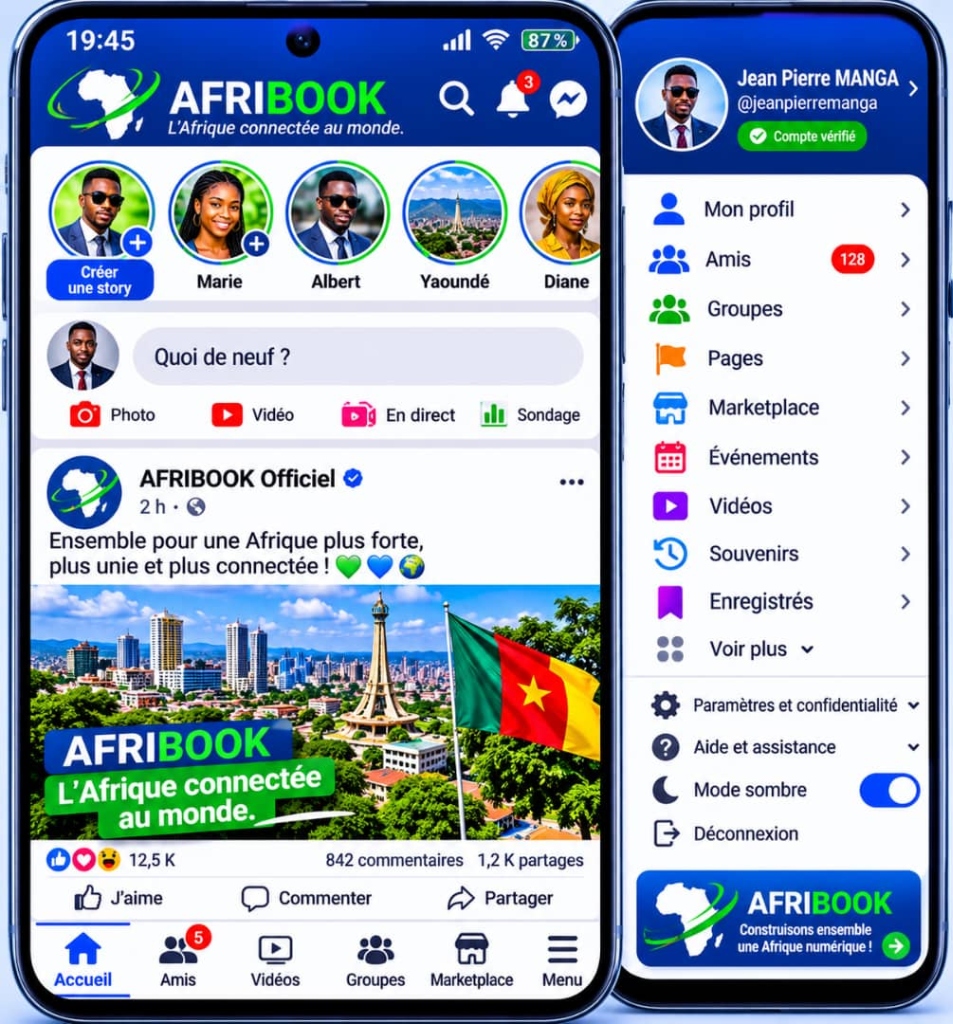 19:45
87%
AFRIBOOK
L'Afrique connectée au monde.
3
Créer
une story
Marie
Albert
Yaoundé
Diane
Quoi de neuf ?
Photo
Vidéo
En direct
Sondage
AFRIBOOK Officiel
2 h
Ensemble pour une Afrique plus forte,
plus unie et plus connectée ! 💚 💙 🌍
AFRIBOOK
L'Afrique connectée
au monde.
12,5 K
842 commentaires
1,2 K partages
J'aime
Commenter
Partager
Accueil
Amis
5
Vidéos
Groupes
Marketplace
Menu
Jean Pierre MANGA
@jeanpierremanga
Compte vérifié
Mon profil
Amis
128
Groupes
Pages
Marketplace
Événements
Vidéos
Souvenirs
Enregistrés
Voir plus
Paramètres et confidentialité
Aide et assistance
Mode sombre
Déconnexion
AFRIBOOK
Construisons ensemble
une Afrique numérique !